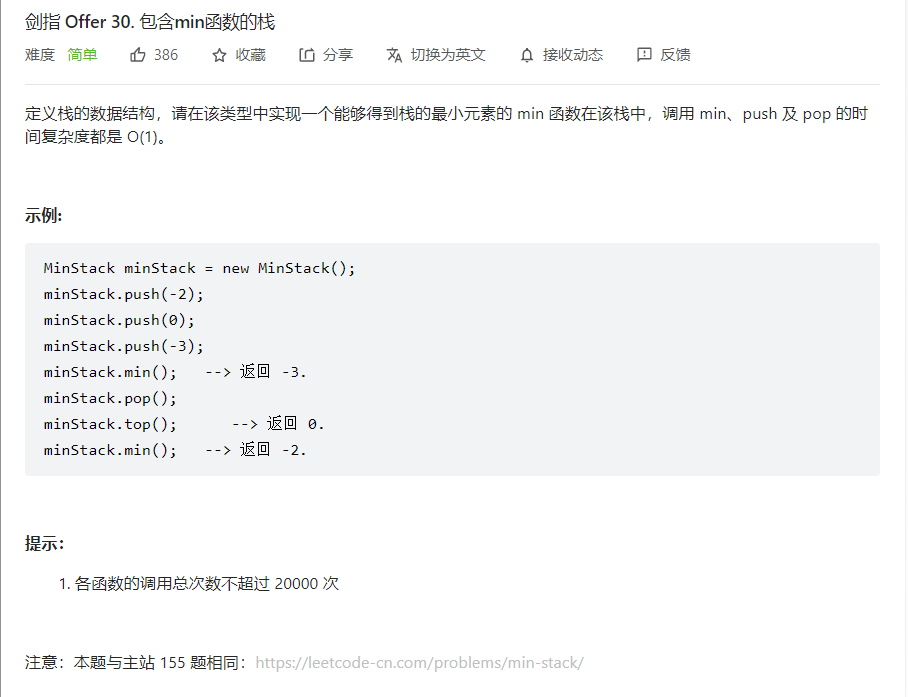 剑指 Offer 30. 包含min函数的栈
难度 简单 386 收藏 分享 切换为英文 接收动态 反馈
定义栈的数据结构，请在该类型中实现一个能够得到栈的最小元素的 min 函数在该栈中，调用 min、push 及 pop 的时
间复杂度都是 O(1)。
示例:
MinStack minStack = new MinStack();
minStack.push(-2);
minStack.push(0);
minStack.push(-3);
minStack.min();   --> 返回 -3.
minStack.pop();
minStack.top();      --> 返回 0.
minStack.min();   --> 返回 -2.
提示：
1. 各函数的调用总次数不超过 20000 次
注意：本题与主站 155 题相同：https://leetcode-cn.com/problems/min-stack/